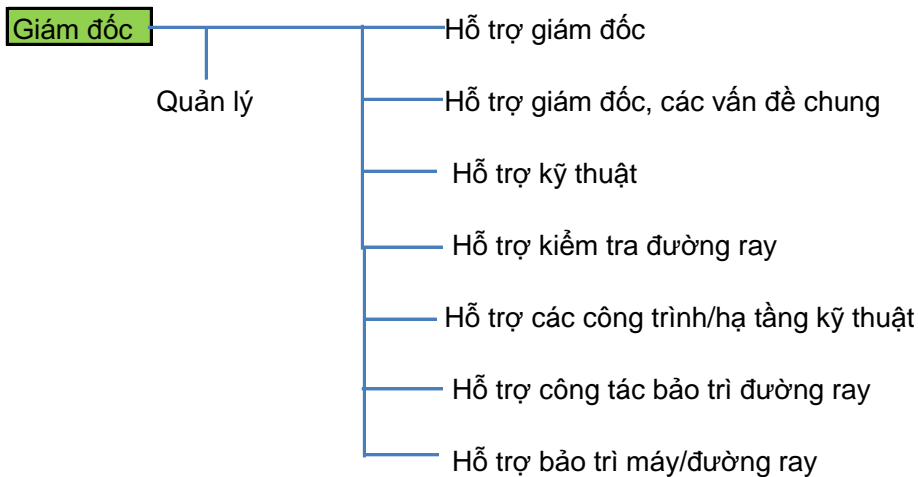 Giám đốc
Hỗ trợ giám đốc
Quản lý
Hỗ trợ giám đốc, các vấn đề chung
Hỗ trợ kỹ thuật
Hỗ trợ kiểm tra đường ray
Hỗ trợ các công trình/hạ tầng kỹ thuật
Hỗ trợ công tác bảo trì đường ray
Hỗ trợ bảo trì máy/đường ray